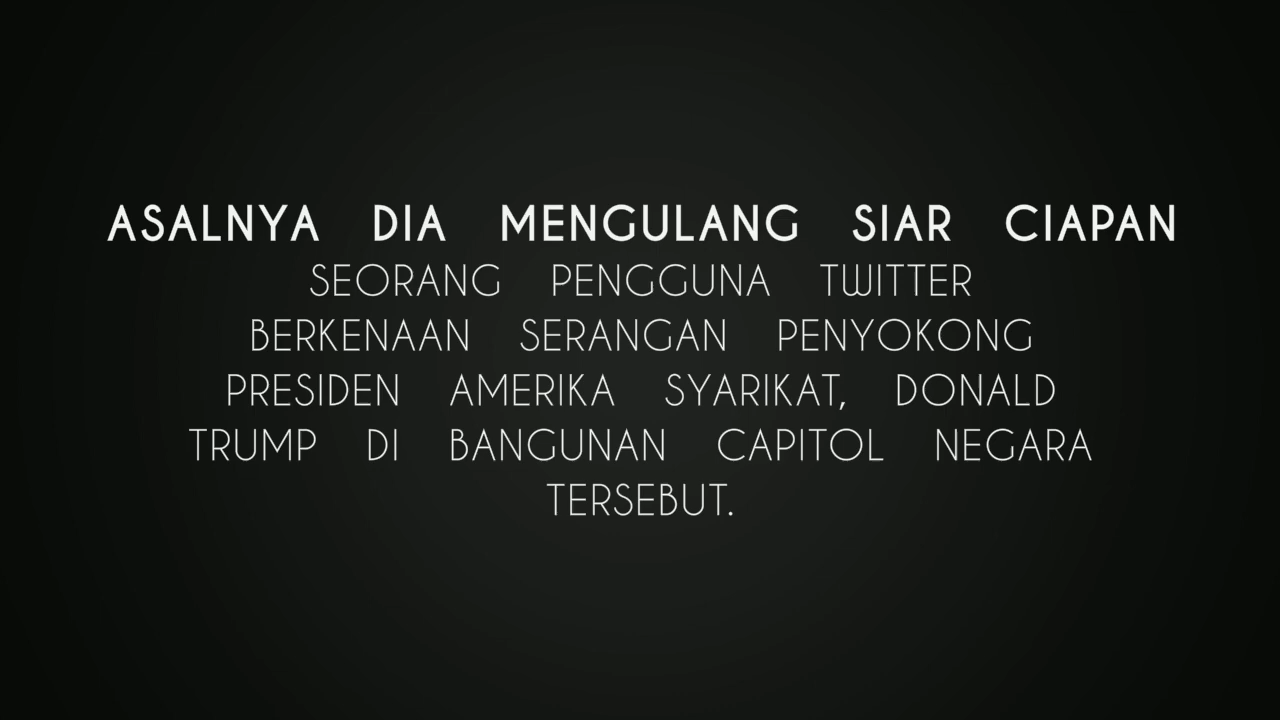 ASALNYA DIA MENGULANG SIAR CIAPAN
SEORANG PENGGUNA TWITTER
BERKENAAN SERANGAN PENYOKONG
PRESIDEN AMERIKA SYARIKAT, DONALD
TRUMP DI BANGUNAN CAPITOL NEGARA
TERSEBUT.